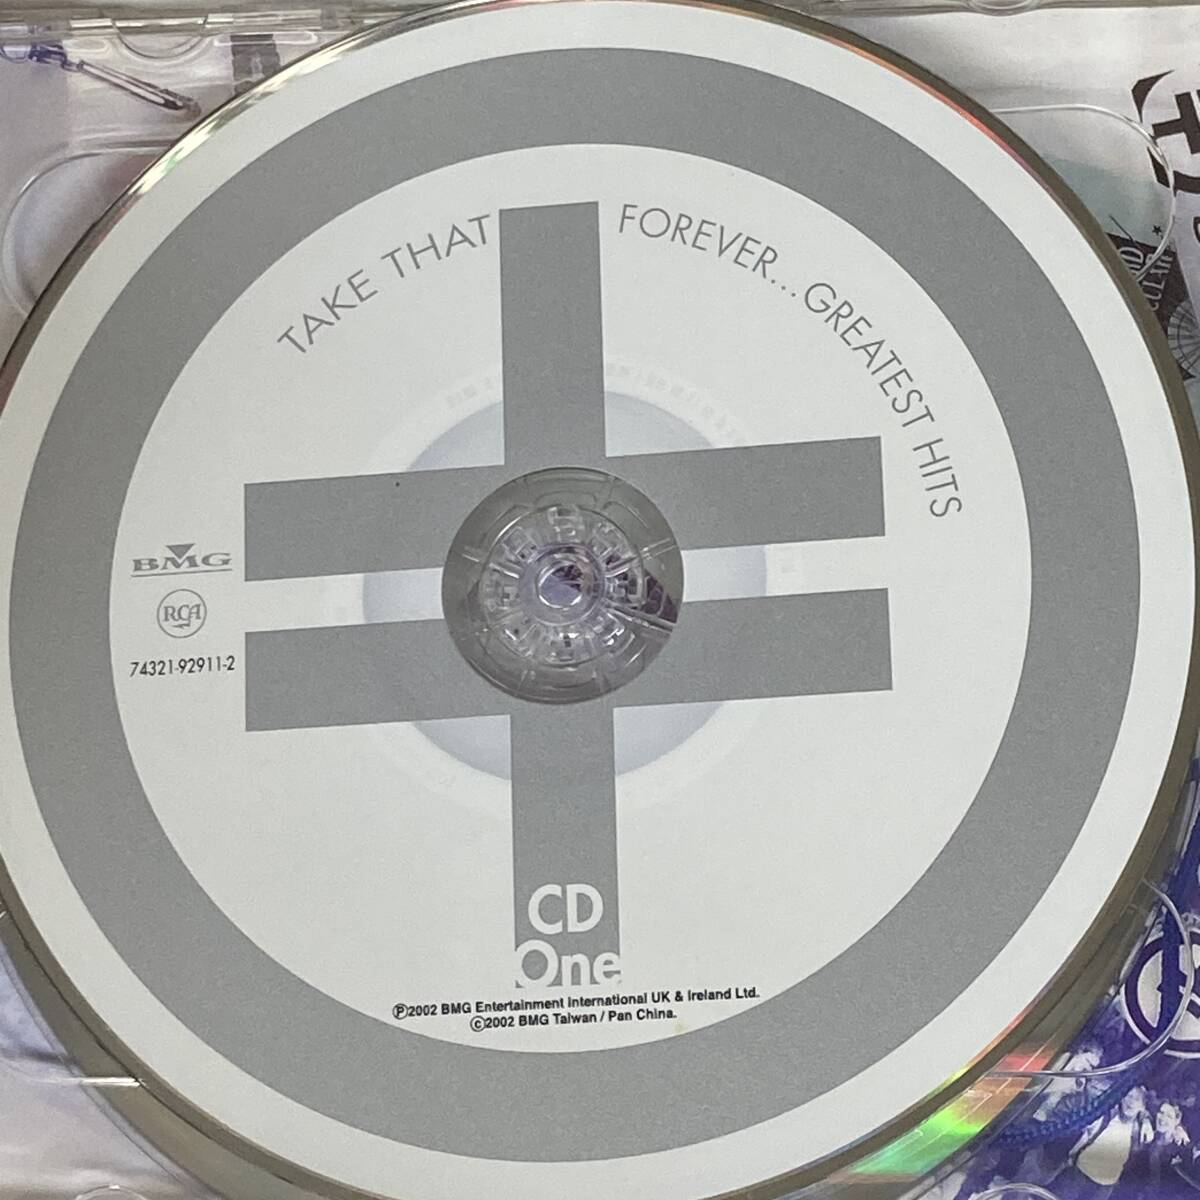 TAKE THAT FOREVER... GREATEST HITS
BMG
RCA
74321-92911-2
CD
One
℗2002 BMG Entertainment International UK & Ireland Ltd.
©2002 BMG Taiwan / Pan China.